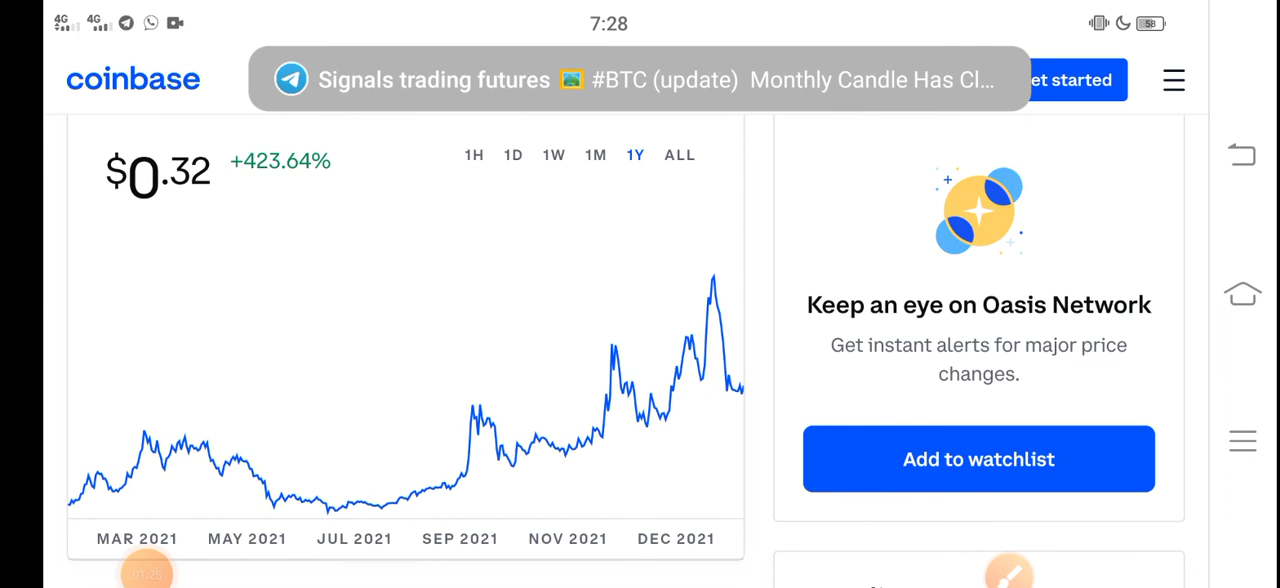 4G 4G 7:28 58
coinbase
Signals trading futures 🖼️ #BTC (update) Monthly Candle Has Cl...
et started
$0.32 +423.64%
1H 1D 1W 1M 1Y ALL
Keep an eye on Oasis Network
Get instant alerts for major price
changes.
Add to watchlist
MAR 2021 MAY 2021 JUL 2021 SEP 2021 NOV 2021 DEC 2021
01:25